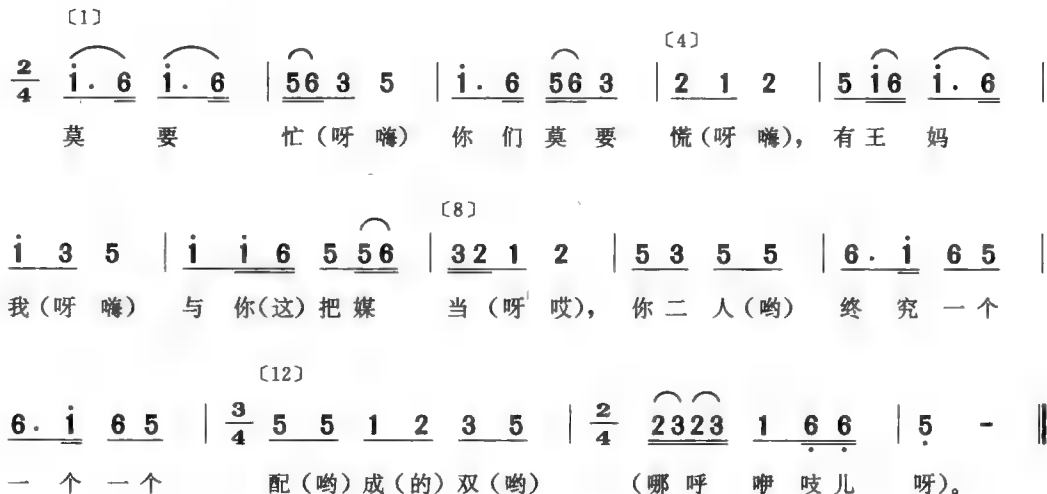 〔1〕 〔4〕
2/4 i̇. 6 i̇. 6 | 56 3 5 | i̇. 6 56 3 | 2 1 2 | 5 i̇6 i̇. 6 |
莫 要 忙(呀 嗨) 你 们 莫 要 慌(呀 嗨), 有 王 妈
〔8〕
i̇ 3 5 | i̇ i̇ 6 5 56 | 32 1 2 | 5 3 5 5 | 6. i̇ 6 5 |
我(呀 嗨) 与 你(这)把 媒 当(呀 哎), 你 二 人(哟) 终 究 一 个
〔12〕
6. i̇ 6 5 | 3/4 5 5 1 2 3 5 | 2/4 2323 1 6̣ 6̣ | 5̣ - ‖
一 个 一 个 配(哟)成(的)双(哟) (哪 呼 咿 吱 儿 呀)。